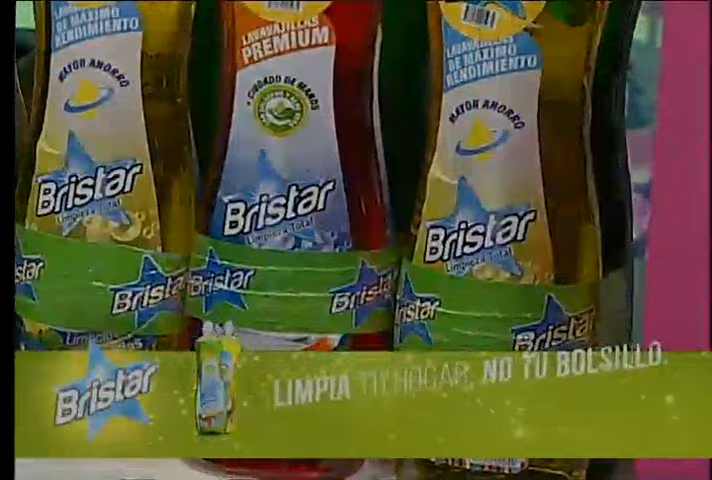 LAVAVAJILLAS
DE MÁXIMO
RENDIMIENTO
MAYOR AHORRO
Bristar
Limpieza Total
LAVAVAJILLAS
PREMIUM
+ CUIDADO DE MANOS
Bristar
Limpieza Total
LAVAVAJILLAS
DE MÁXIMO
RENDIMIENTO
MAYOR AHORRO
Bristar
Limpieza Total
Bristar
Bristar
Bristar
Bristar
Bristar
Bristar
Bristar
LIMPIA TU HOGAR, NO TU BOLSILLO.